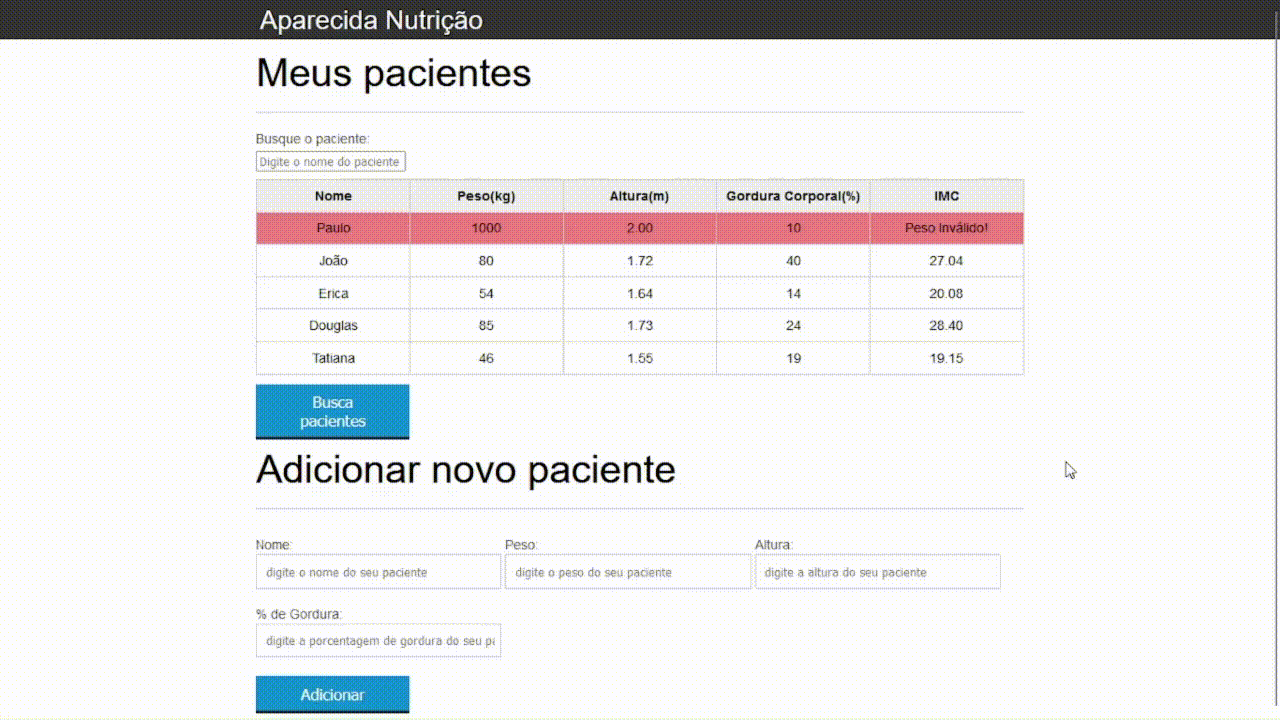 Aparecida Nutrição
Meus pacientes
Busque o paciente:
Digite o nome do paciente
Nome Peso(kg) Altura(m) Gordura Corporal(%) IMC
Paulo 1000 2.00 10 Peso Inválido!
João 80 1.72 40 27.04
Erica 54 1.64 14 20.08
Douglas 85 1.73 24 28.40
Tatiana 46 1.55 19 19.15
Busca
pacientes
Adicionar novo paciente
Nome: Peso: Altura:
digite o nome do seu paciente digite o peso do seu paciente digite a altura do seu paciente
% de Gordura:
digite a porcentagem de gordura do seu
Adicionar